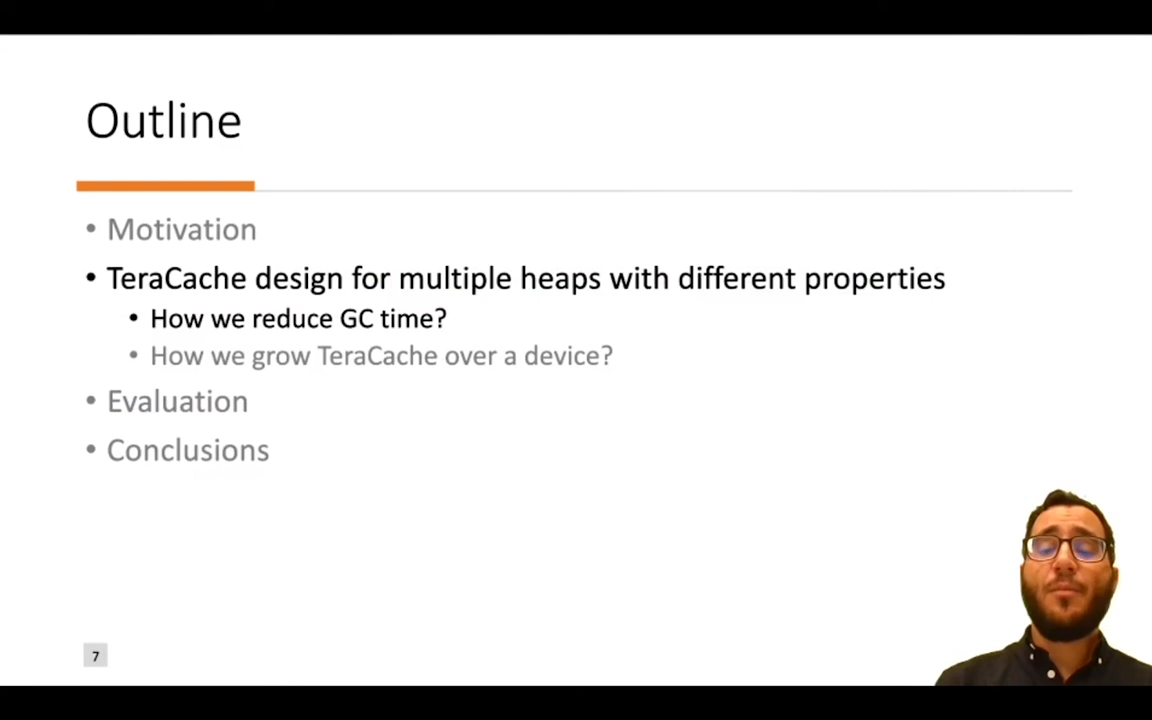 Outline
• Motivation
• TeraCache design for multiple heaps with different properties
• How we reduce GC time?
• How we grow TeraCache over a device?
• Evaluation
• Conclusions
7